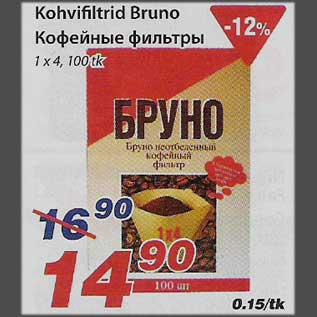 Kohvifiltrid Bruno
Кофейные фильтры
1 x 4, 100 tk
-12%
БРУНО
Бруно неотбеленный
кофейный
фильтр
16 90
1x4
14 90
100 шт
0.15/tk